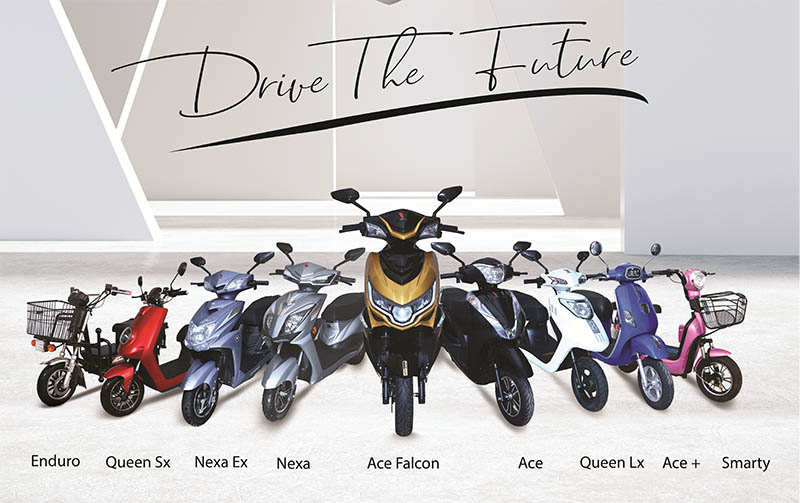 Drive The Future
Enduro Queen Sx Nexa Ex Nexa Ace Falcon Ace Queen Lx Ace + Smarty